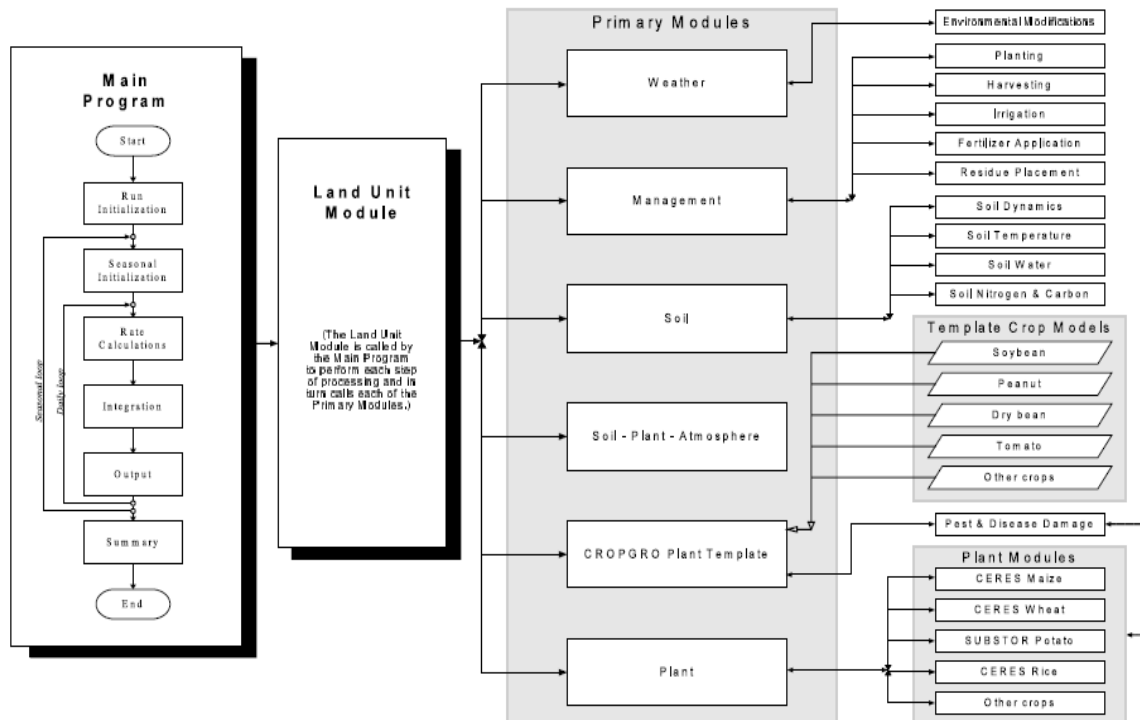 Main
Program
Start
Run
Initialization
Seasonal
Initialization
Rate
Calculations
Integration
Output
Summary
End
Seasonal loop
Daily loop
Land Unit
Module
(The Land Unit
Module is called by
the Main Program
to perform each step
of processing and in
turn calls each of the
Primary Modules.)
Primary Modules
Weather
Management
Soil
Soil - Plant - Atmosphere
CROPGRO Plant Template
Plant
Environmental Modifications
Planting
Harvesting
Irrigation
Fertilizer Application
Residue Placement
Soil Dynamics
Soil Temperature
Soil Water
Soil Nitrogen & Carbon
Template Crop Models
Soybean
Peanut
Dry bean
Tomato
Other crops
Pest & Disease Damage
Plant Modules
CERES Maize
CERES Wheat
SUBSTOR Potato
CERES Rice
Other crops